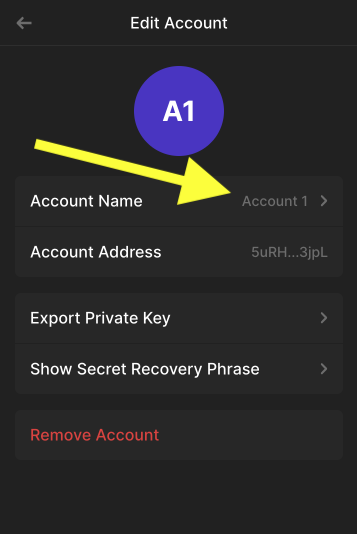 Edit Account
A1
Account Name
Account 1
Account Address
5uRH...3jpL
Export Private Key
Show Secret Recovery Phrase
Remove Account